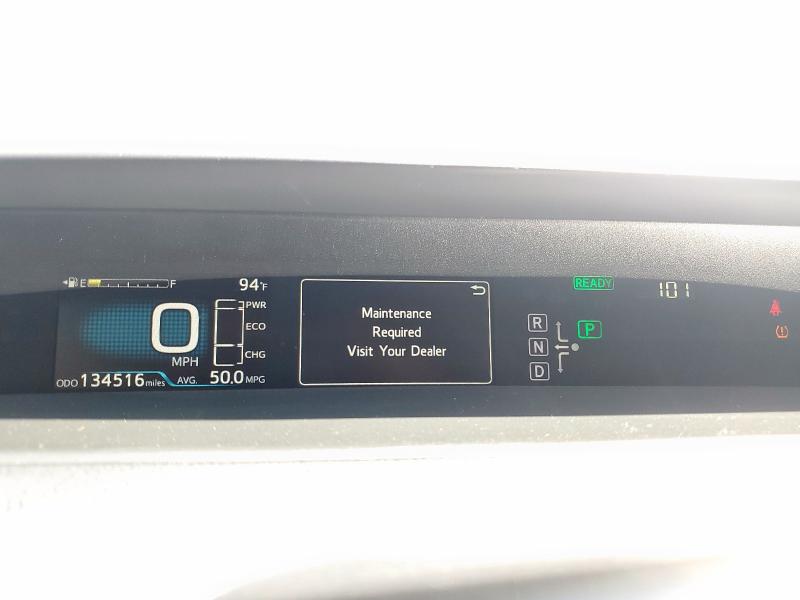 E F
94°F
0
MPH
PWR
ECO
CHG
ODO 134516 miles
AVG. 50.0 MPG
Maintenance
Required
Visit Your Dealer
READY
R
N
D
P
101